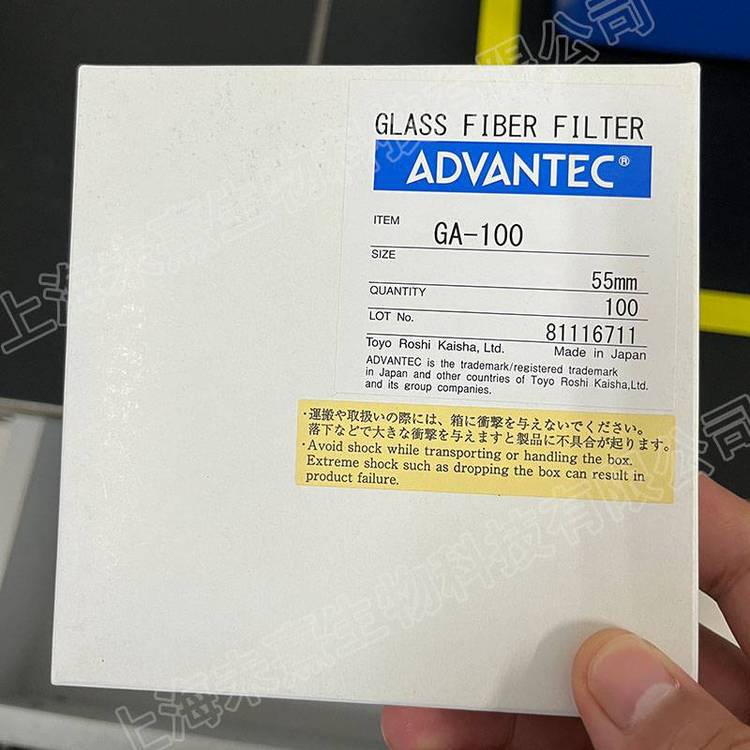 GLASS FIBER FILTER
ADVANTEC®
ITEM
GA-100
SIZE
55mm
QUANTITY
100
LOT No.
81116711
Toyo Roshi Kaisha, Ltd. Made in Japan
ADVANTEC is the trademark/registered trademark
in Japan and other countries of Toyo Roshi Kaisha,Ltd.
and its group companies.
・運搬や取扱いの際には、箱に衝撃を与えないでください。
落下などで大きな衝撃を与えますと製品に不具合が起ります。
・Avoid shock while transporting or handling the box.
Extreme shock such as dropping the box can result in
product failure.